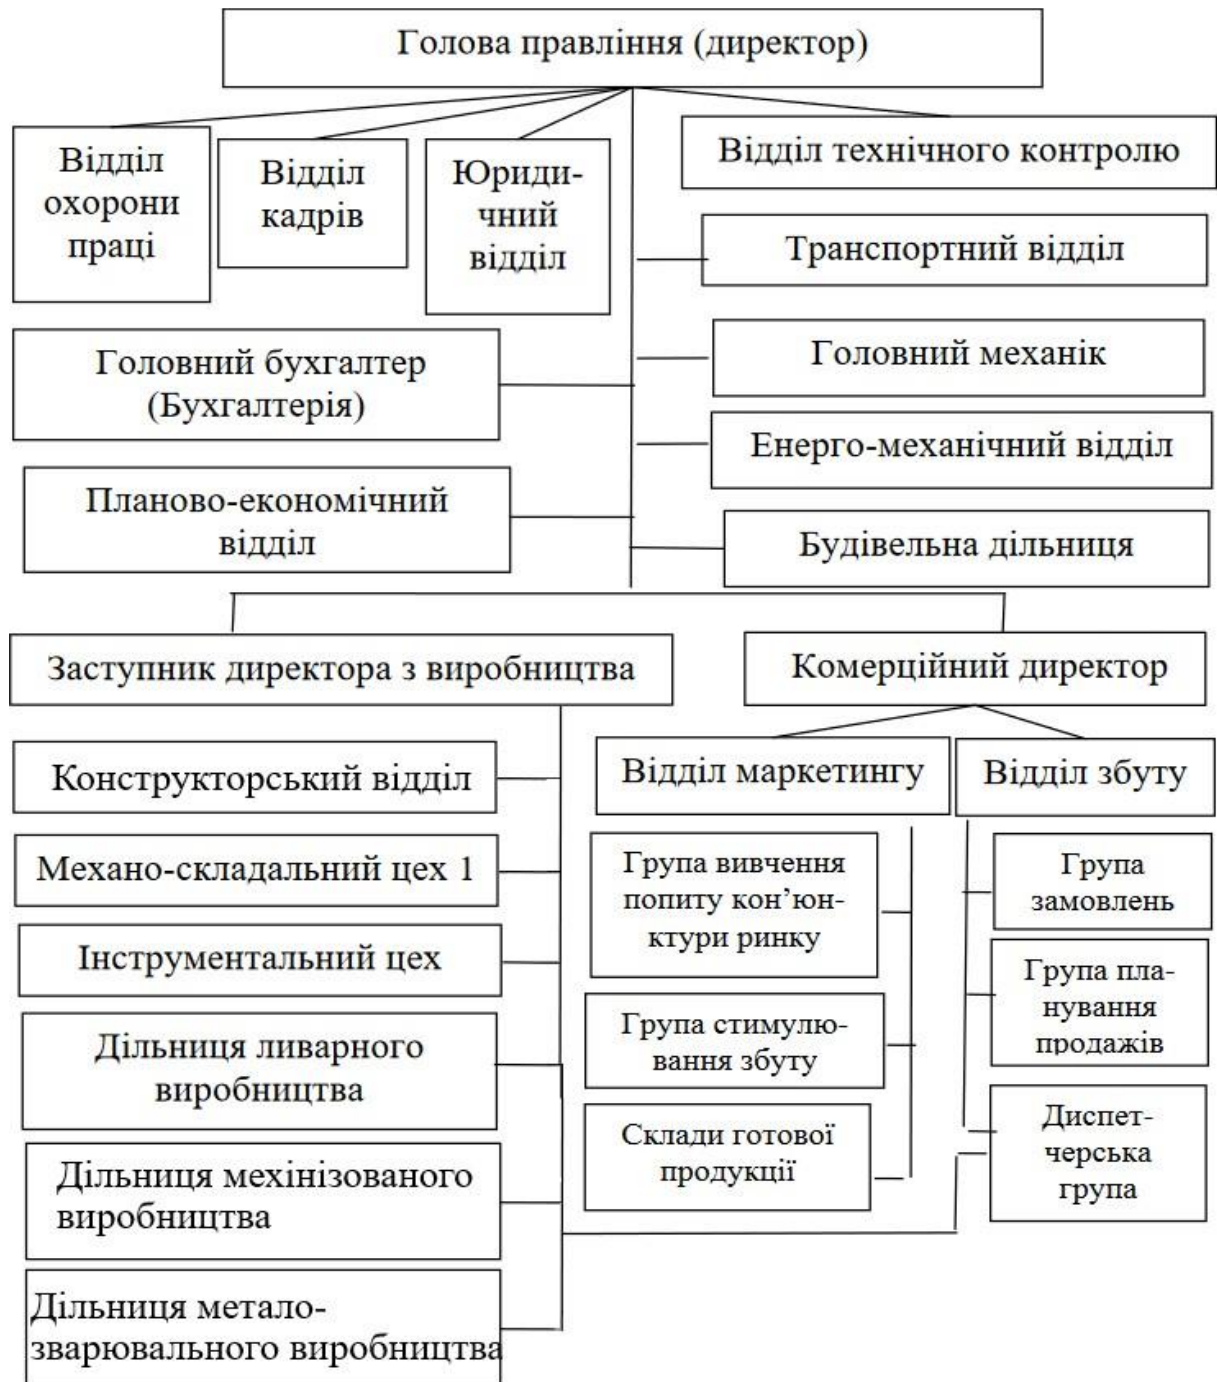 Голова правління (директор)
Відділ
охорони
праці
Відділ
кадрів
Юриди-
чний
відділ
Відділ технічного контролю
Транспортний відділ
Головний бухгалтер
(Бухгалтерія)
Головний механік
Енерго-механічний відділ
Планово-економічний
відділ
Будівельна дільниця
Заступник директора з виробництва
Комерційний директор
Конструкторський відділ
Механо-складальний цех 1
Інструментальний цех
Дільниця ливарного
виробництва
Дільниця мехінізованого
виробництва
Дільниця метало-
зварювального виробництва
Відділ маркетингу
Група вивчення
попиту кон’юн-
ктури ринку
Група стимулю-
вання збуту
Склади готової
продукції
Відділ збуту
Група
замовлень
Група пла-
нування
продажів
Диспет-
черська
група